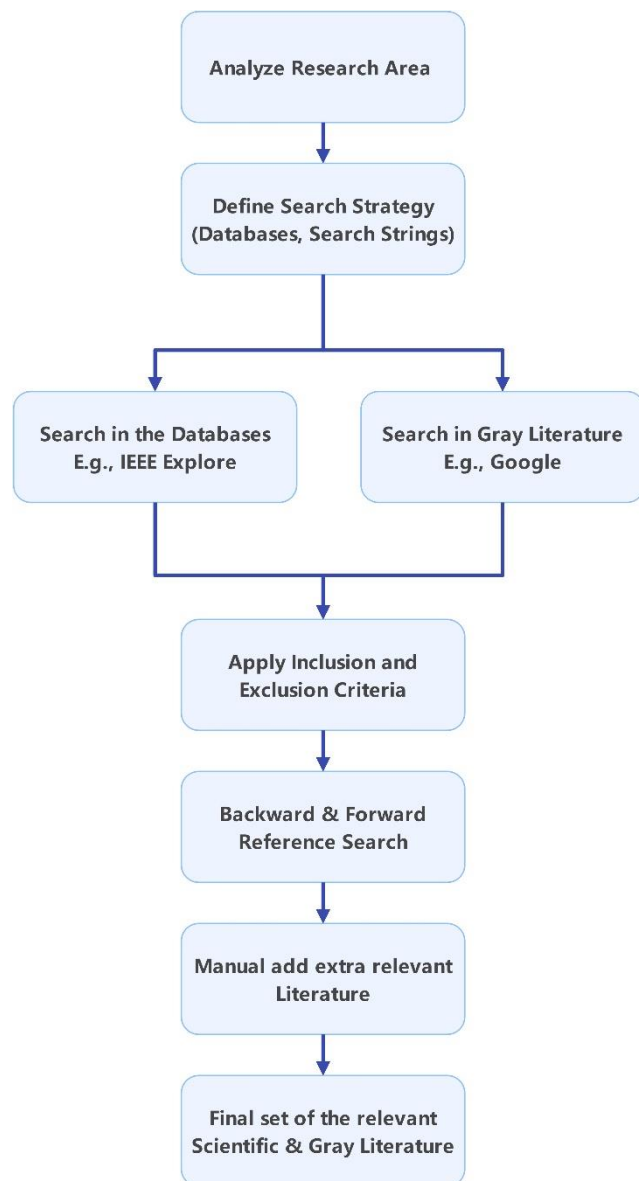 Analyze Research Area
Define Search Strategy
(Databases, Search Strings)
Search in the Databases
E.g., IEEE Explore
Search in Gray Literature
E.g., Google
Apply Inclusion and
Exclusion Criteria
Backward & Forward
Reference Search
Manual add extra relevant
Literature
Final set of the relevant
Scientific & Gray Literature